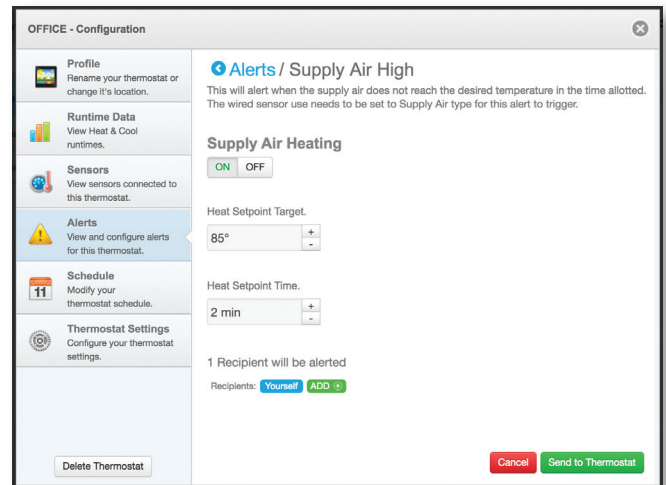 OFFICE - Configuration
Profile
Rename your thermostat or
change it's location.
Runtime Data
View Heat & Cool
runtimes.
Sensors
View sensors connected to
this thermostat.
Alerts
View and configure alerts
for this thermostat.
11
Schedule
Modify your
thermostat schedule.
Thermostat Settings
Configure your thermostat
settings.
Delete Thermostat
Alerts / Supply Air High
This will alert when the supply air does not reach the desired temperature in the time allotted.
The wired sensor use needs to be set to Supply Air type for this alert to trigger.
Supply Air Heating
ON OFF
Heat Setpoint Target.
85° + -
Heat Setpoint Time.
2 min + -
1 Recipient will be alerted
Recipients: Yourself ADD +
Cancel Send to Thermostat